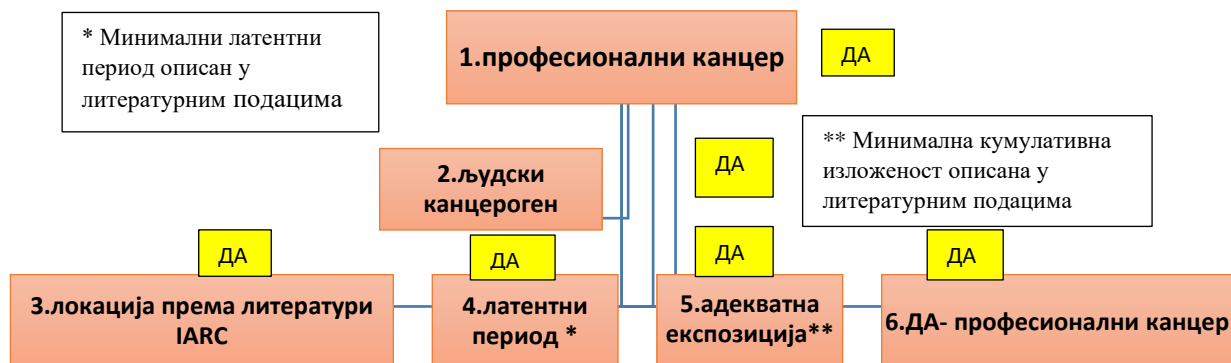 * Минимални латентни
период описан у
литературним подацима
1.професионални канцер
ДА
2.људски
канцероген
ДА
** Минимална кумулативна
изложеност описана у
литературним подацима
ДА
3.локација према литератури
IARC
ДА
4.латентни
период *
ДА
5.адекватна
експозиција**
ДА
6.ДА- професионални канцер